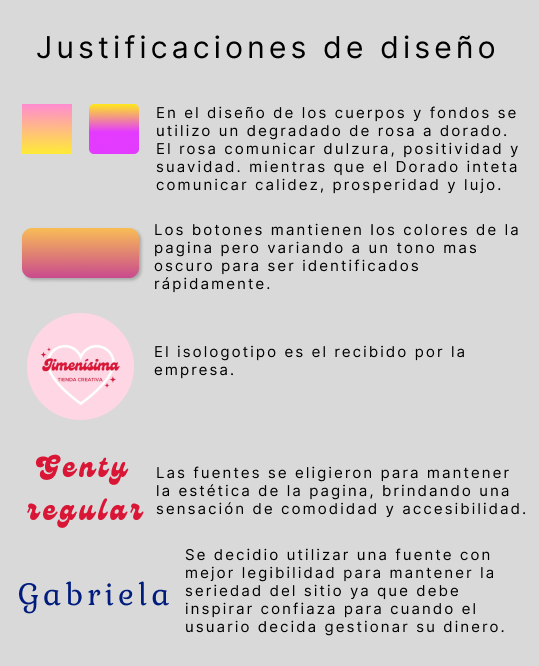 Justificaciones de diseño
En el diseño de los cuerpos y fondos se
utilizo un degradado de rosa a dorado.
El rosa comunicar dulzura, positividad y
suavidad. mientras que el Dorado inteta
comunicar calidez, prosperidad y lujo.
Los botones mantienen los colores de la
pagina pero variando a un tono mas
oscuro para ser identificados
rápidamente.
Jimenísima
TIENDA CREATIVA
El isologotipo es el recibido por la
empresa.
Genty
regular
Las fuentes se eligieron para mantener
la estética de la pagina, brindando una
sensación de comodidad y accesibilidad.
Gabriela
Se decidio utilizar una fuente con
mejor legibilidad para mantener la
seriedad del sitio ya que debe
inspirar confiaza para cuando el
usuario decida gestionar su dinero.